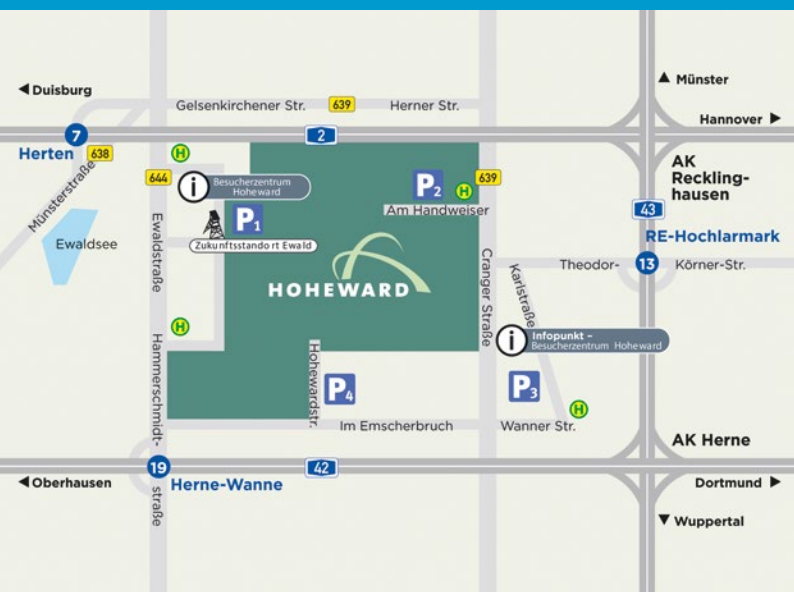 Duisburg
Gelsenkirchener Str.
639
Herner Str.
Münster
Hannover
7
Herten
638
2
H
644
i
Besucherzentrum
Hoheward
P1
P2
H
639
Am Handweiser
AK
Reckling-
hausen
43
RE-Hochlarmark
Münsterstraße
Ewaldsee
Ewaldstraße
Zukunftsstandort Ewald
HOHEWARD
Cranger Straße
Theodor-
13
Körner-Str.
Karlstraße
H
Hammerschmidt-
straße
i
Infopunkt –
Besucherzentrum Hoheward
Hohewardstr.
P4
P3
H
Im Emscherbruch
Wanner Str.
AK Herne
19
Herne-Wanne
42
Oberhausen
Dortmund
Wuppertal